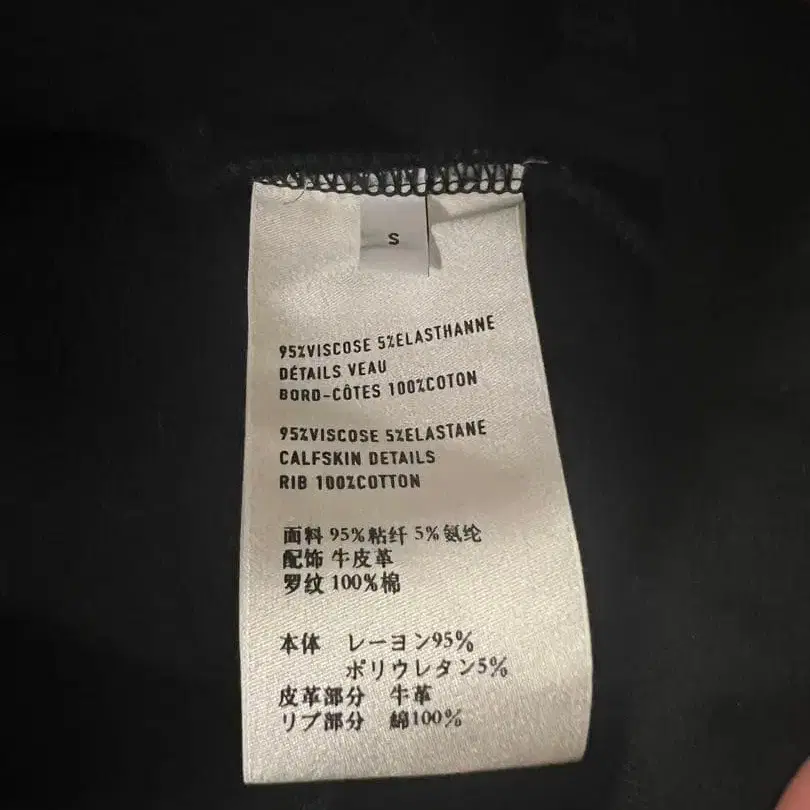 S
95%VISCOSE 5%ELASTHANNE
DÉTAILS VEAU
BORD-CÔTES 100%COTON
95%VISCOSE 5%ELASTANE
CALFSKIN DETAILS
RIB 100%COTTON
面料 95%粘纤 5%氨纶
配饰 牛皮革
罗纹 100%棉
本体 レーヨン95%
ポリウレタン5%
皮革部分 牛革
リブ部分 綿100%